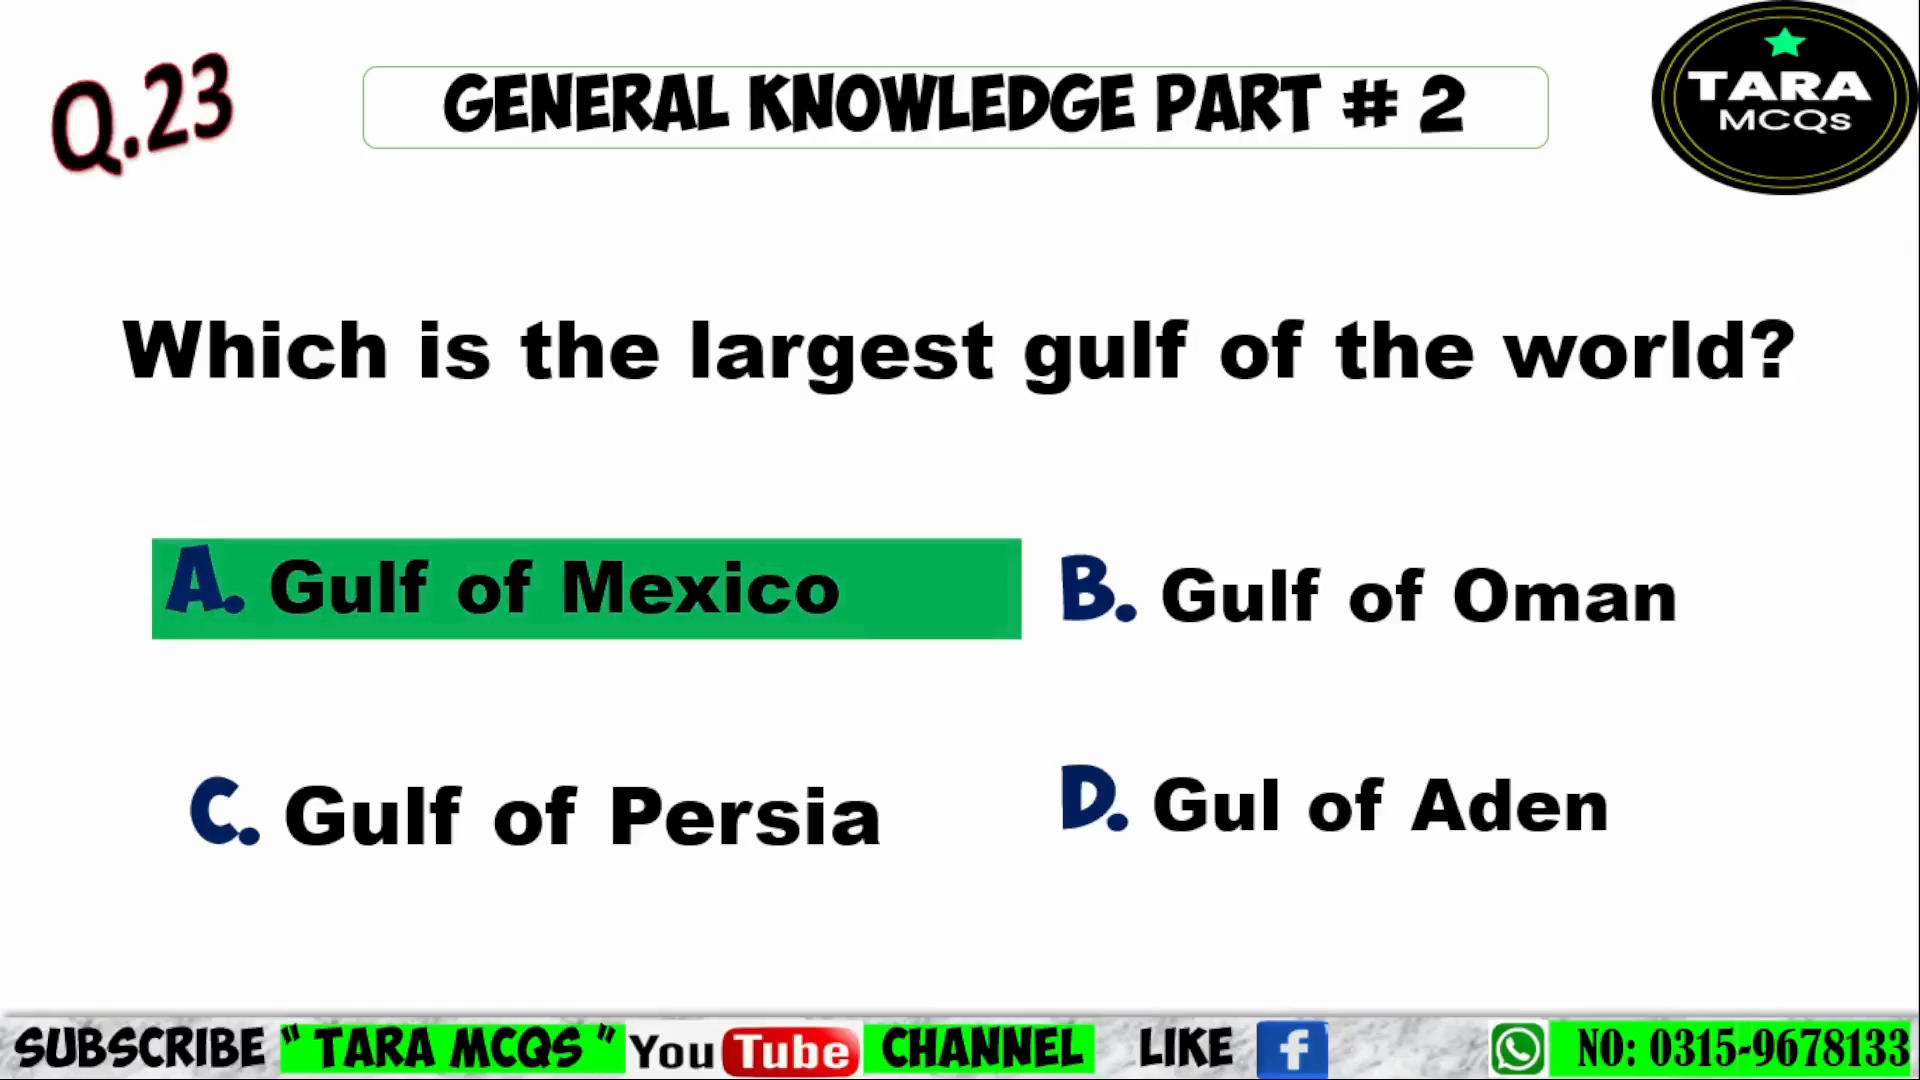 Q.23
GENERAL KNOWLEDGE PART # 2
TARA
MCQs
Which is the largest gulf of the world?
A. Gulf of Mexico
B. Gulf of Oman
C. Gulf of Persia
D. Gul of Aden
SUBSCRIBE " TARA MCQS " YouTube CHANNEL LIKE f NO: 0315-9678133